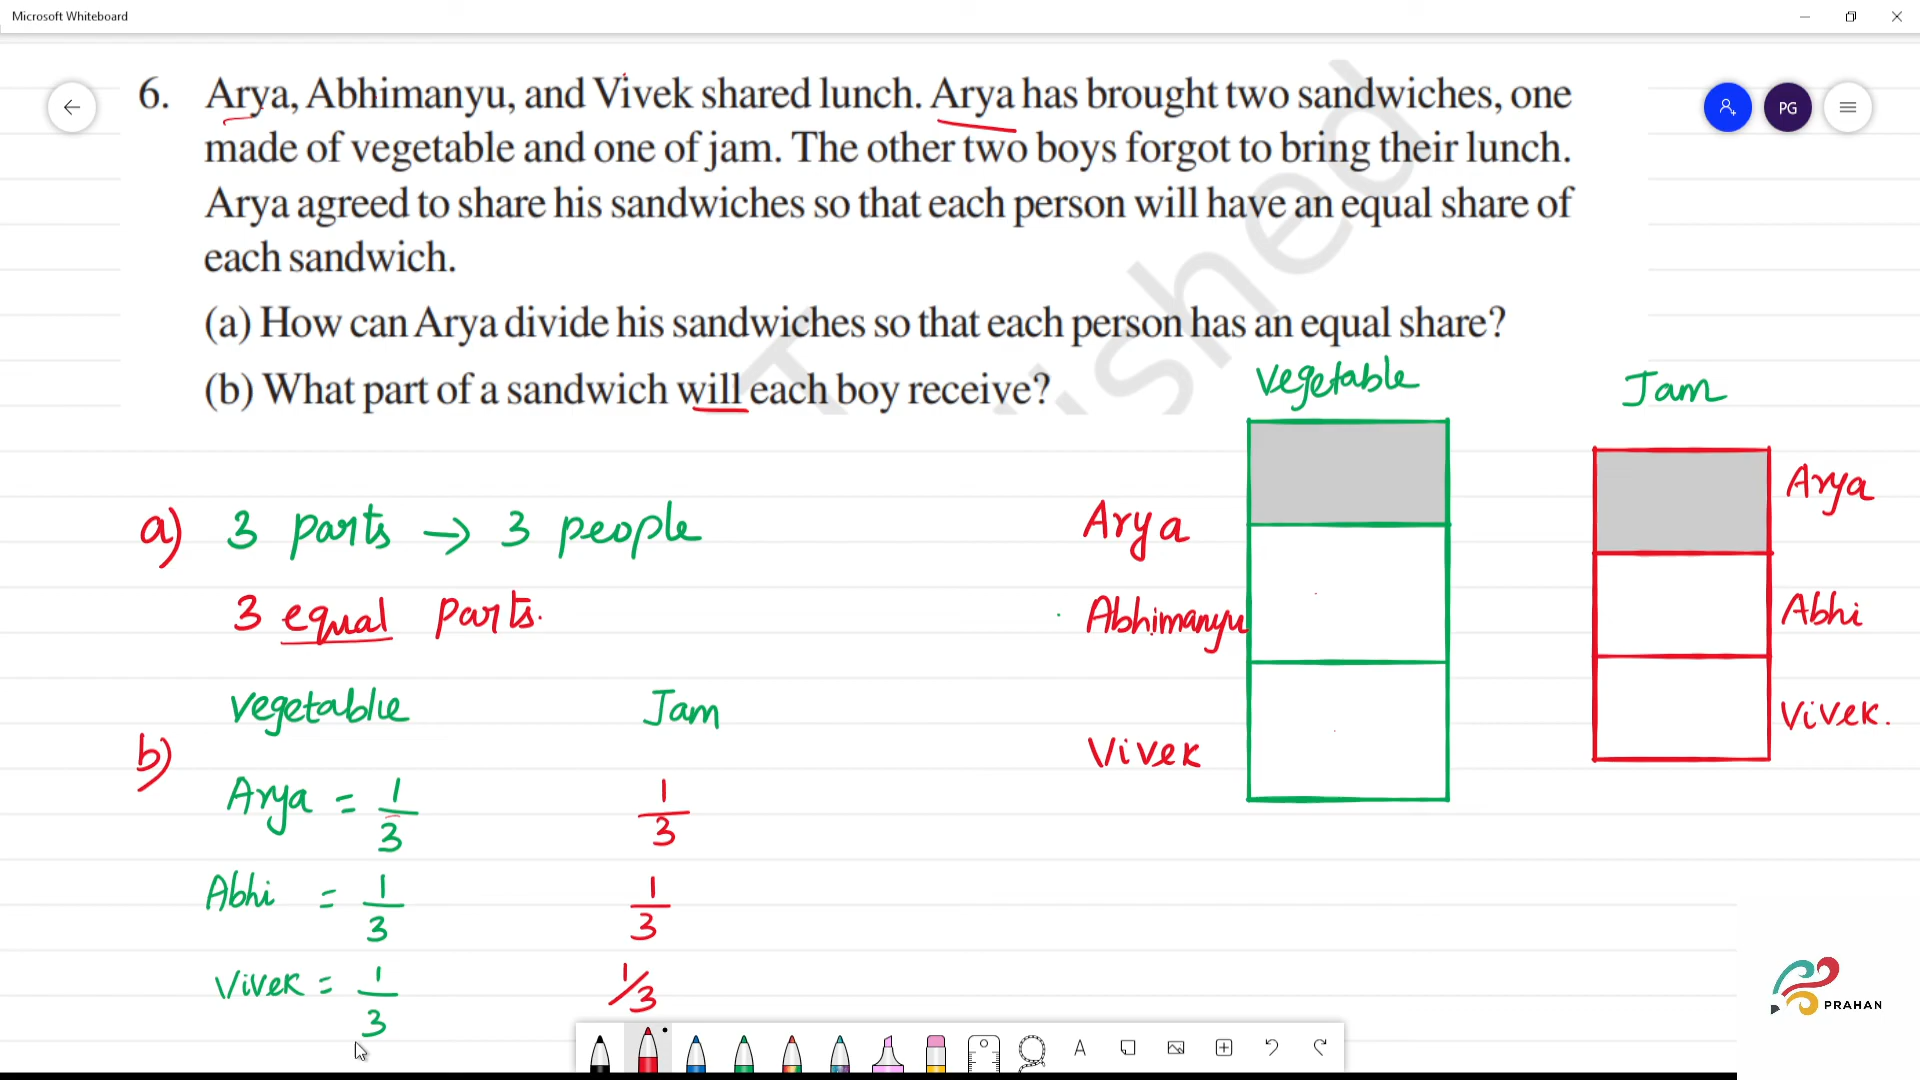 Microsoft Whiteboard
PG
6. Arya, Abhimanyu, and Vivek shared lunch. Arya has brought two sandwiches, one
made of vegetable and one of jam. The other two boys forgot to bring their lunch.
Arya agreed to share his sandwiches so that each person will have an equal share of
each sandwich.
(a) How can Arya divide his sandwiches so that each person has an equal share?
(b) What part of a sandwich will each boy receive?
Vegetable
Jam
Arya
Abhimanyu
Vivek
Arya
Abhi
Vivek.
a) 3 parts → 3 people
3 equal parts.
b)
Vegetable Jam
Arya = 1/3 1/3
Abhi = 1/3 1/3
Vivek = 1/3 1/3
PRAHAN